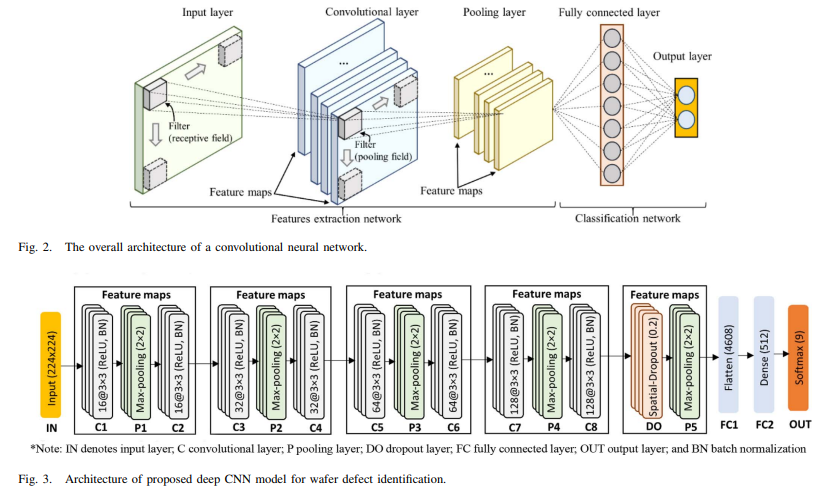 Input layer
Convolutional layer
Pooling layer
Fully connected layer
Output layer
...
...
Filter
(receptive field)
Filter
(pooling field)
Feature maps
Feature maps
Features extraction network
Classification network
Fig. 2. The overall architecture of a convolutional neural network.
Feature maps
Feature maps
Feature maps
Feature maps
Feature maps
Input (224x224)
16@3×3 (ReLU, BN)
Max-pooling (2×2)
16@3×3 (ReLU, BN)
32@3×3 (ReLU, BN)
Max-pooling (2×2)
32@3×3 (ReLU, BN)
64@3×3 (ReLU, BN)
Max-pooling (2×2)
64@3×3 (ReLU, BN)
128@3×3 (ReLU, BN)
Max-pooling (2×2)
128@3×3 (ReLU, BN)
Spatial-Dropout (0.2)
Max-pooling (2×2)
Flatten (4608)
Dense (512)
Softmax (9)
IN C1 P1 C2 C3 P2 C4 C5 P3 C6 C7 P4 C8 DO P5 FC1 FC2 OUT
*Note: IN denotes input layer; C convolutional layer; P pooling layer; DO dropout layer; FC fully connected layer; OUT output layer; and BN batch normalization
Fig. 3. Architecture of proposed deep CNN model for wafer defect identification.